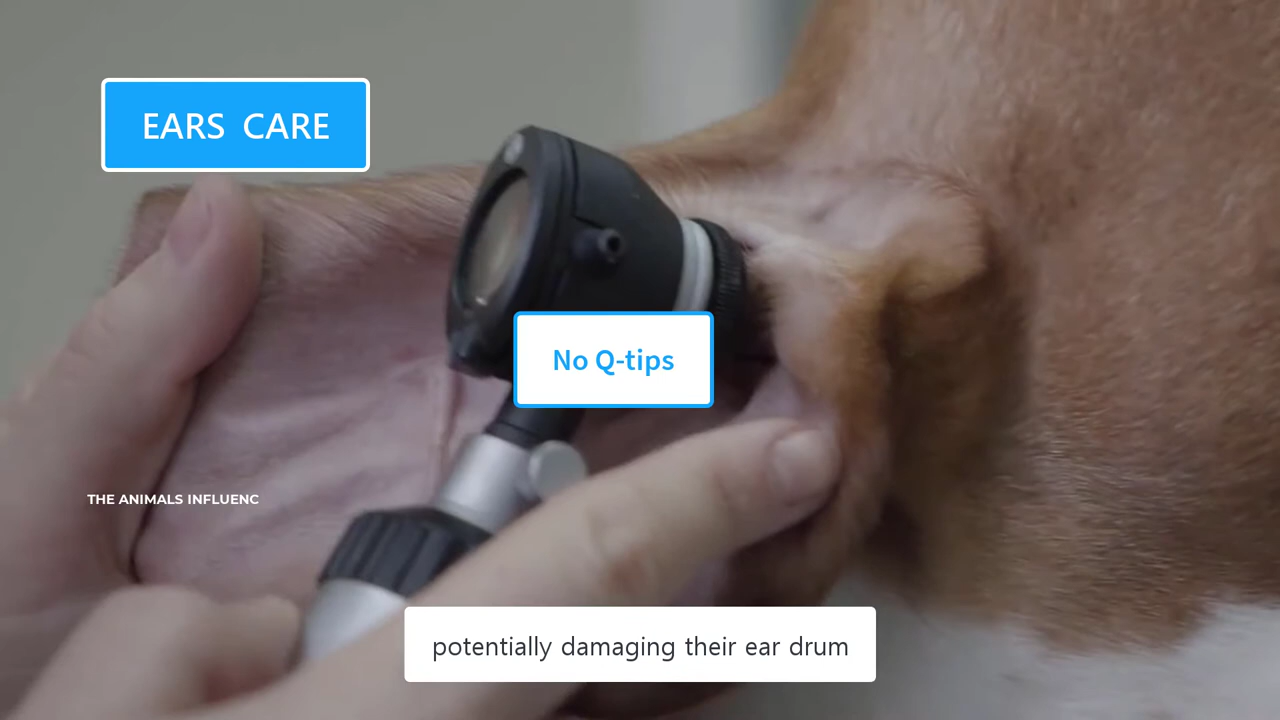 EARS CARE
No Q-tips
THE ANIMALS INFLUENC
potentially damaging their ear drum